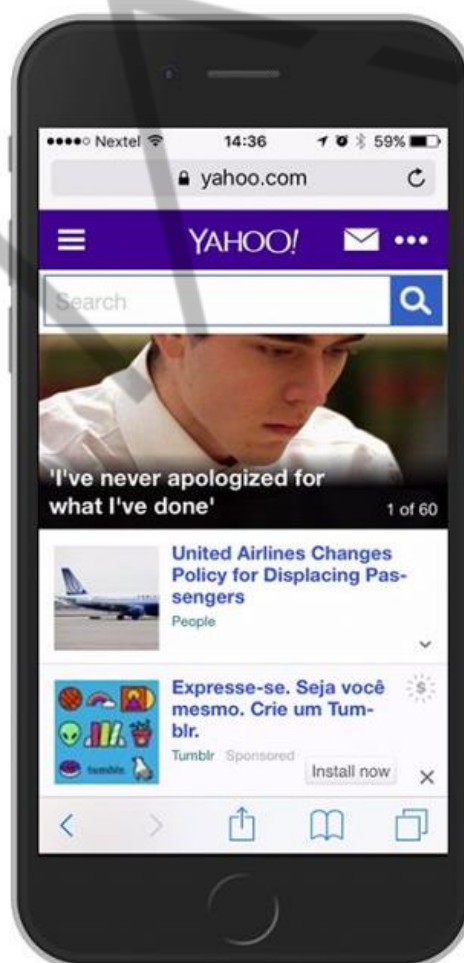 Nextel 14:36 59%
yahoo.com
YAHOO!
Search
'I've never apologized for
what I've done'
1 of 60
United Airlines Changes
Policy for Displacing Pas-
sengers
People
Expresse-se. Seja você
mesmo. Crie um Tum-
blr.
Tumblr Sponsored
Install now
tumblr.